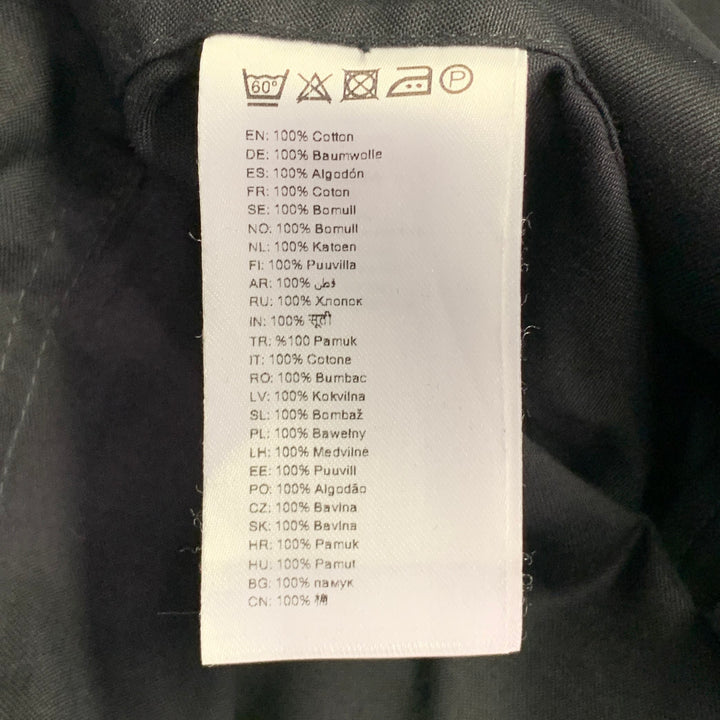 60°
P
EN: 100% Cotton
DE: 100% Baumwolle
ES: 100% Algodón
FR: 100% Coton
SE: 100% Bomull
NO: 100% Bomull
NL: 100% Katoen
FI: 100% Puuvilla
AR: 100% قطن
RU: 100% Хлопок
IN: 100% सूती
TR: %100 Pamuk
IT: 100% Cotone
RO: 100% Bumbac
LV: 100% Kokvilna
SL: 100% Bombaž
PL: 100% Bawełny
LH: 100% Medvilnė
EE: 100% Puuvill
PO: 100% Algodão
CZ: 100% Bavlna
SK: 100% Bavlna
HR: 100% Pamuk
HU: 100% Pamut
BG: 100% памук
CN: 100% 棉